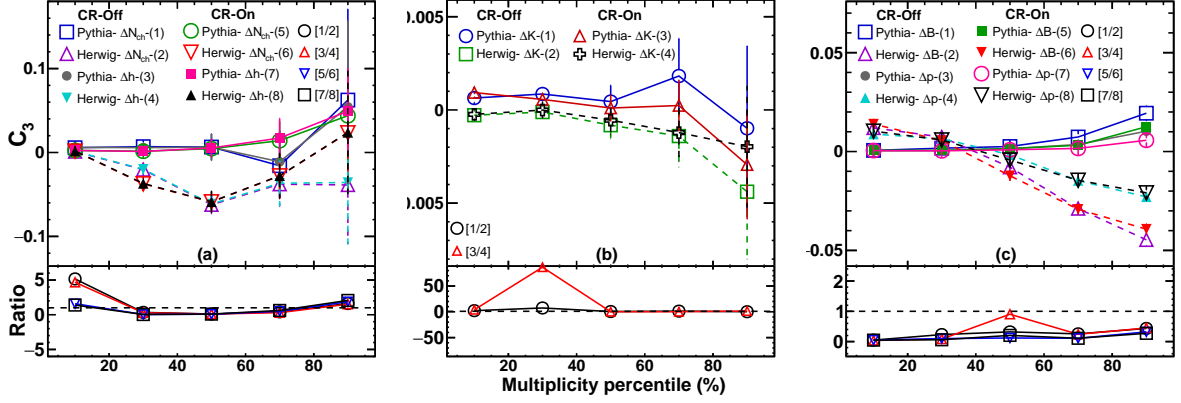 CR-Off CR-On
Pythia- ΔN_ch-(1) Pythia- ΔN_ch-(5) [1/2]
Herwig- ΔN_ch-(2) Herwig- ΔN_ch-(6) [3/4]
Pythia- Δh-(3) Pythia- Δh-(7) [5/6]
Herwig- Δh-(4) Herwig- Δh-(8) [7/8]
0.1
0
−0.1
C_3
(a)
5
0
−5
Ratio
20 40 60 80
CR-Off CR-On
Pythia- ΔK-(1) Pythia- ΔK-(3)
Herwig- ΔK-(2) Herwig- ΔK-(4)
0.005
0
0.005
[1/2]
[3/4]
(b)
50
0
−50
20 40 60 80
Multiplicity percentile (%)
CR-Off CR-On
Pythia- ΔB-(1) Pythia- ΔB-(5) [1/2]
Herwig- ΔB-(2) Herwig- ΔB-(6) [3/4]
Pythia- Δp-(3) Pythia- Δp-(7) [5/6]
Herwig- Δp-(4) Herwig- Δp-(8) [7/8]
0.05
0
−0.05
(c)
2
1
0
20 40 60 80